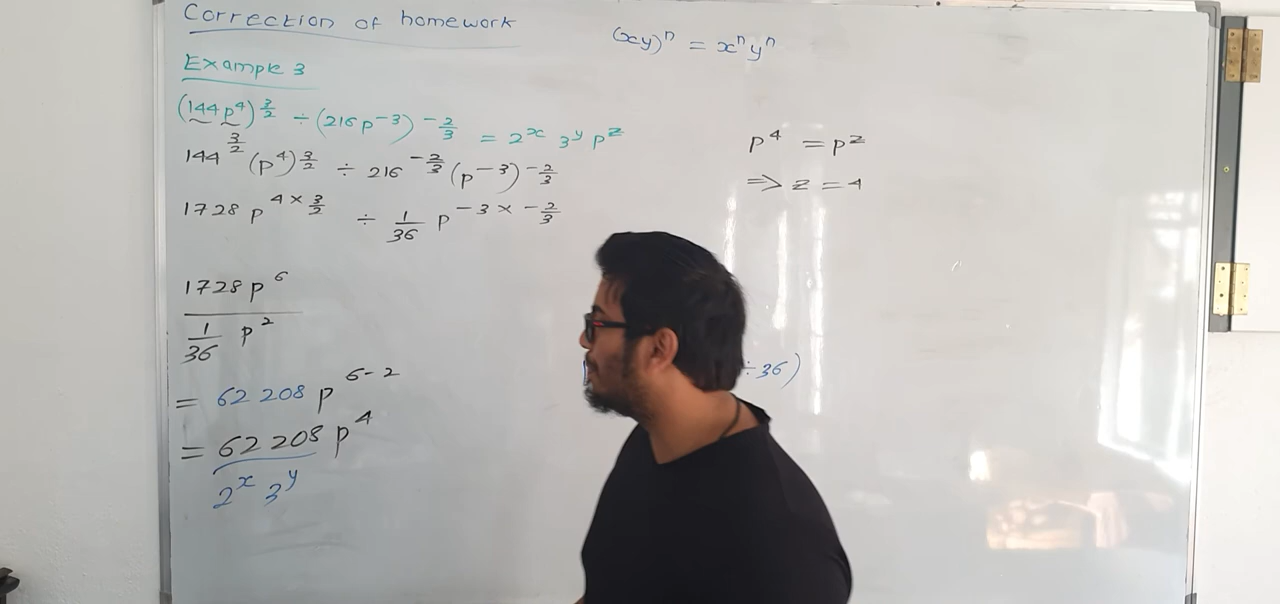 Correction of homework
(xy)ⁿ = xⁿyⁿ
Example 3
(144p⁴)^3/2 ÷ (216p⁻³)^-2/3 = 2^x 3^y p^z
144^3/2 (p⁴)^3/2 ÷ 216^-2/3 (p⁻³)^-2/3
1728 p^4×3/2 ÷ 1/36 p^-3×-2/3
1728 p⁶
1/36 p²
= 62 208 p^6-2
= 62 208 p⁴
2^x 3^y
p⁴ = p^z
=> z = 4
÷ 36)